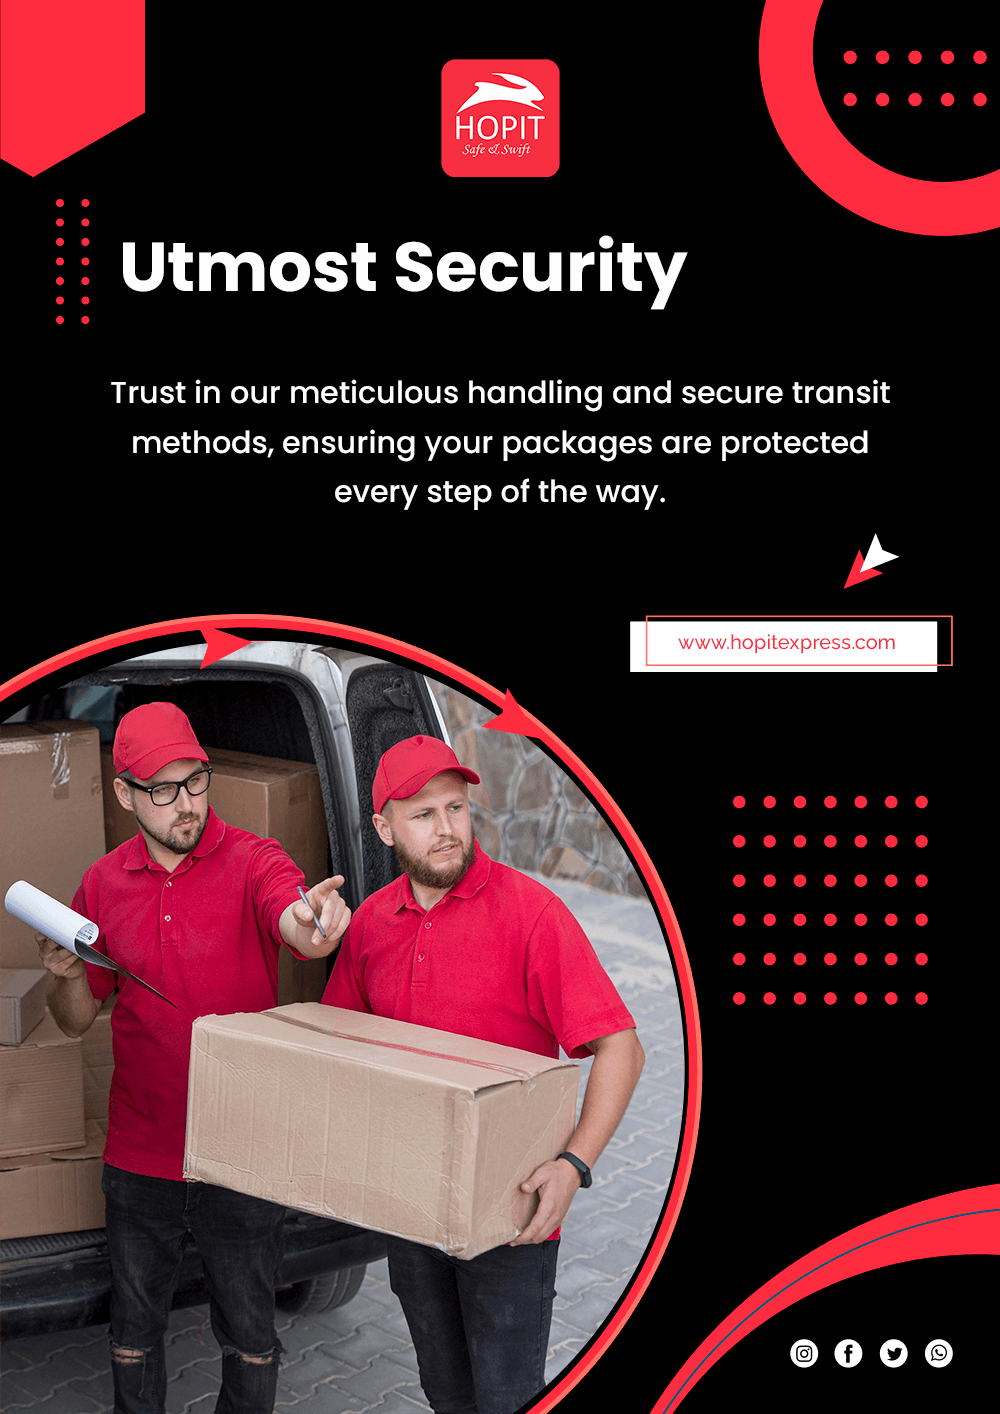 HOPIT
Safe & Swift
Utmost Security
Trust in our meticulous handling and secure transit
methods, ensuring your packages are protected
every step of the way.
www.hopitexpress.com